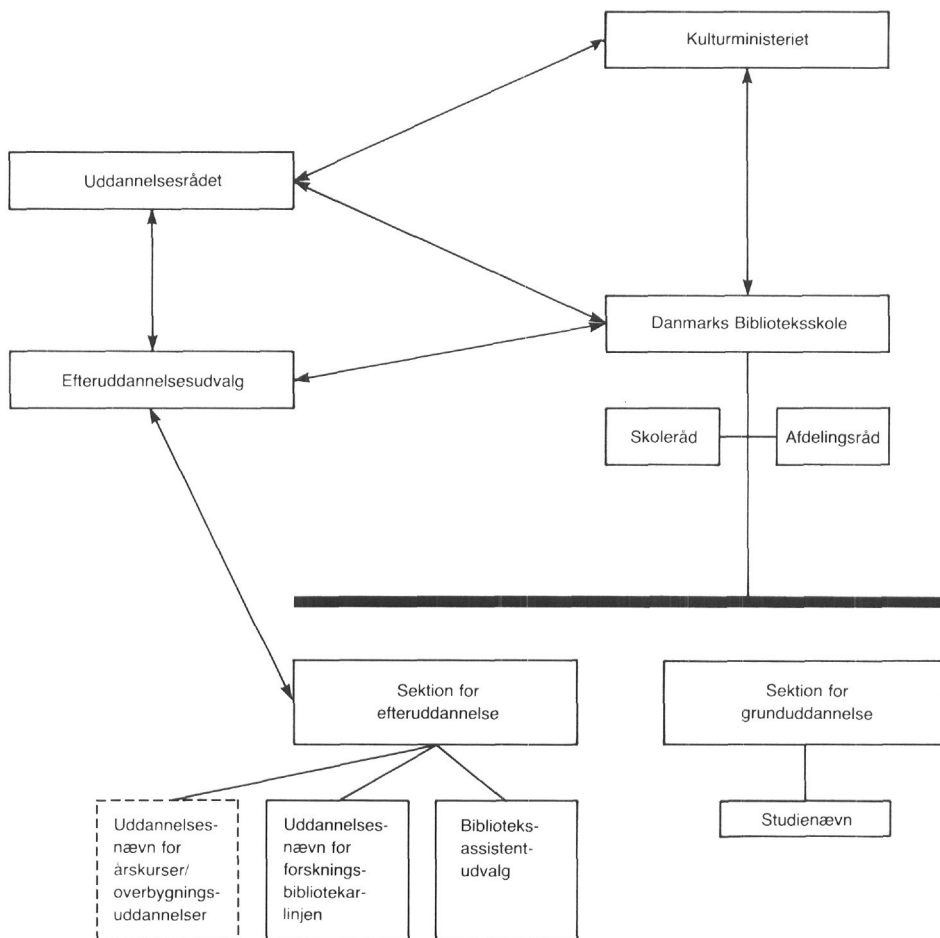 Kulturministeriet
Uddannelsesrådet
Danmarks Biblioteksskole
Efteruddannelsesudvalg
Skoleråd
Afdelingsråd
Sektion for
efteruddannelse
Sektion for
grunduddannelse
Uddannelses-
nævn for
årskurser/
overbygnings-
uddannelser
Uddannelses-
nævn for
forsknings-
bibliotekar-
linjen
Biblioteks-
assistent-
udvalg
Studienævn